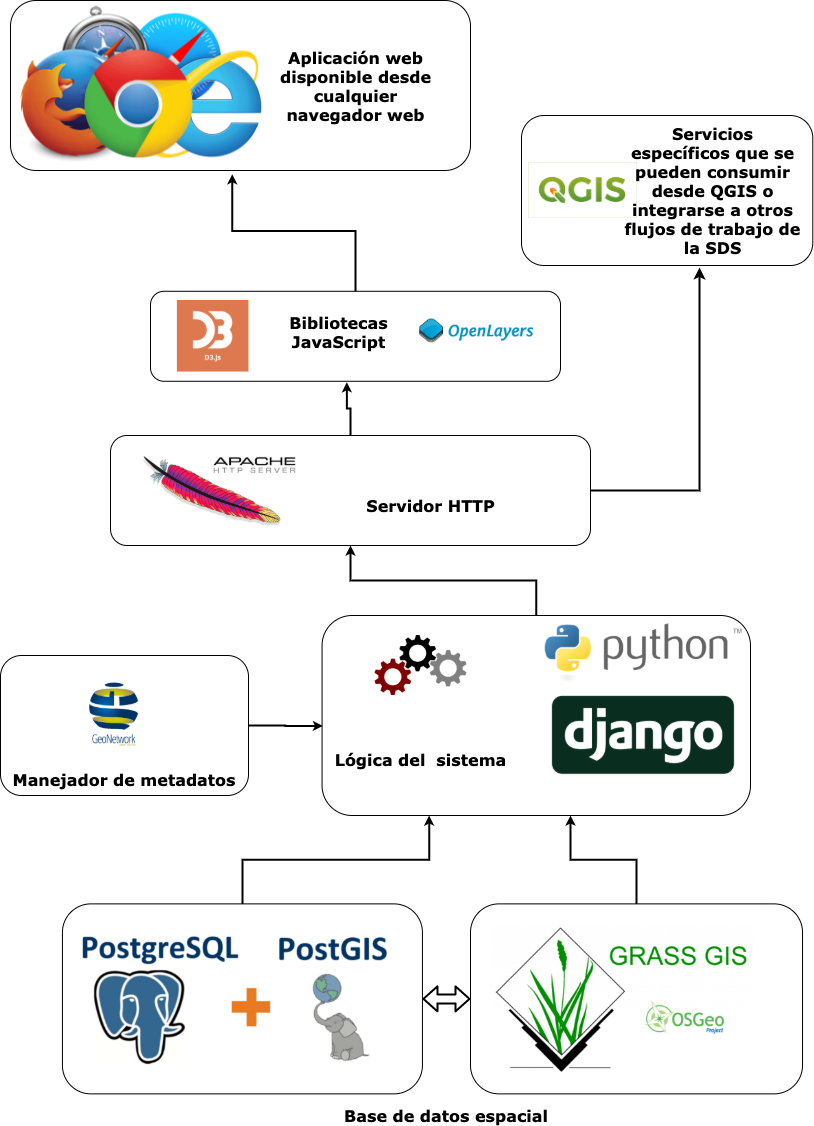 Aplicación web
disponible desde
cualquier
navegador web
Servicios
específicos que se
pueden consumir
desde QGIS o
integrarse a otros
flujos de trabajo de
la SDS
QGIS
D3.js
Bibliotecas
JavaScript
OpenLayers
APACHE
HTTP SERVER
Servidor HTTP
python™
django
Lógica del  sistema
GeoNetwork
Manejador de metadatos
PostgreSQL
PostGIS
GRASS GIS
OSGeo
Project
Base de datos espacial